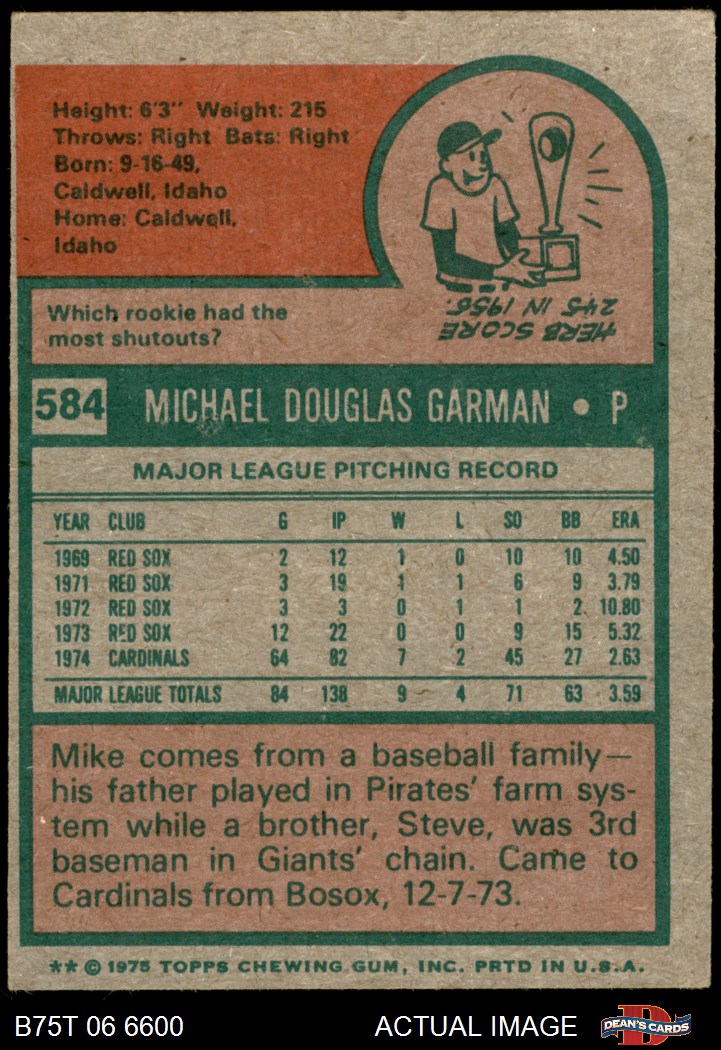 Height: 6'3" Weight: 215
Throws: Right Bats: Right
Born: 9-16-49,
Caldwell, Idaho
Home: Caldwell,
Idaho
Which rookie had the
most shutouts?
HERB SCORE
245 IN 1956.
584 MICHAEL DOUGLAS GARMAN • P
MAJOR LEAGUE PITCHING RECORD
YEAR CLUB G IP W L SO BB ERA
1969 RED SOX 2 12 1 0 10 10 4.50
1971 RED SOX 3 19 1 1 6 9 3.79
1972 RED SOX 3 3 0 1 1 2 10.80
1973 RED SOX 12 22 0 0 9 15 5.32
1974 CARDINALS 64 82 7 2 45 27 2.63
MAJOR LEAGUE TOTALS 84 138 9 4 71 63 3.59
Mike comes from a baseball family—
his father played in Pirates' farm sys-
tem while a brother, Steve, was 3rd
baseman in Giants' chain. Came to
Cardinals from Bosox, 12-7-73.
** © 1975 TOPPS CHEWING GUM, INC. PRTD IN U.S.A.
B75T 06 6600 ACTUAL IMAGE DEAN'S CARDS